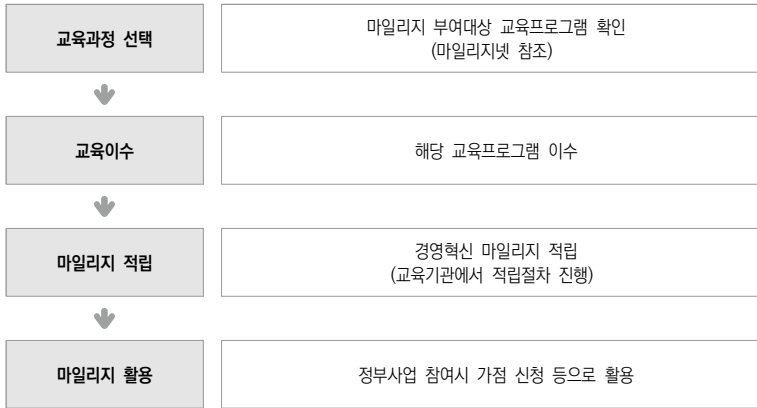 교육과정 선택
마일리지 부여대상 교육프로그램 확인
(마일리지넷 참조)
교육이수
해당 교육프로그램 이수
마일리지 적립
경영혁신 마일리지 적립
(교육기관에서 적립절차 진행)
마일리지 활용
정부사업 참여시 가점 신청 등으로 활용